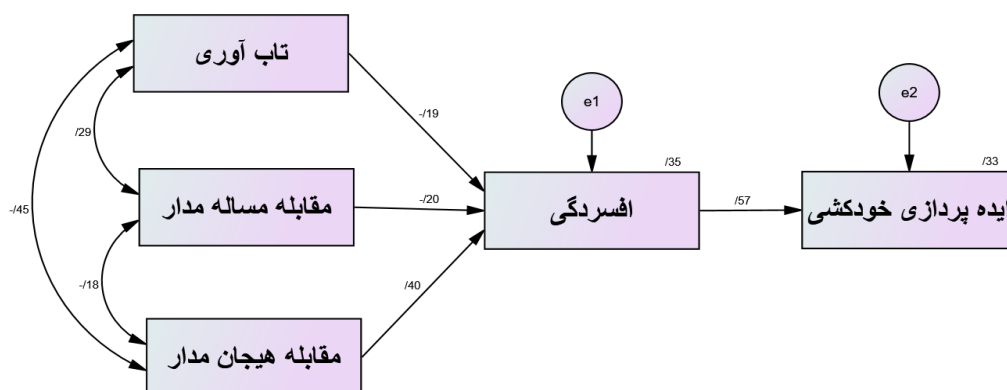 تاب آوری
-/19
e1
e2
/29
/35
/33
-/45
مقابله مساله مدار
-/20
افسردگی
/57
ایده پردازی خودکشی
-/18
/40
مقابله هیجان مدار